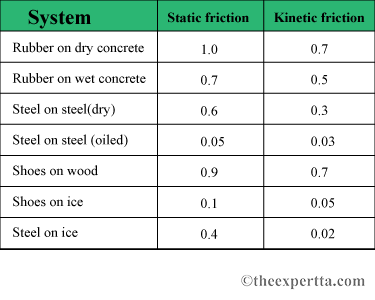 System Static friction Kinetic friction
Rubber on dry concrete 1.0 0.7
Rubber on wet concrete 0.7 0.5
Steel on steel(dry) 0.6 0.3
Steel on steel (oiled) 0.05 0.03
Shoes on wood 0.9 0.7
Shoes on ice 0.1 0.05
Steel on ice 0.4 0.02
©theexpertta.com